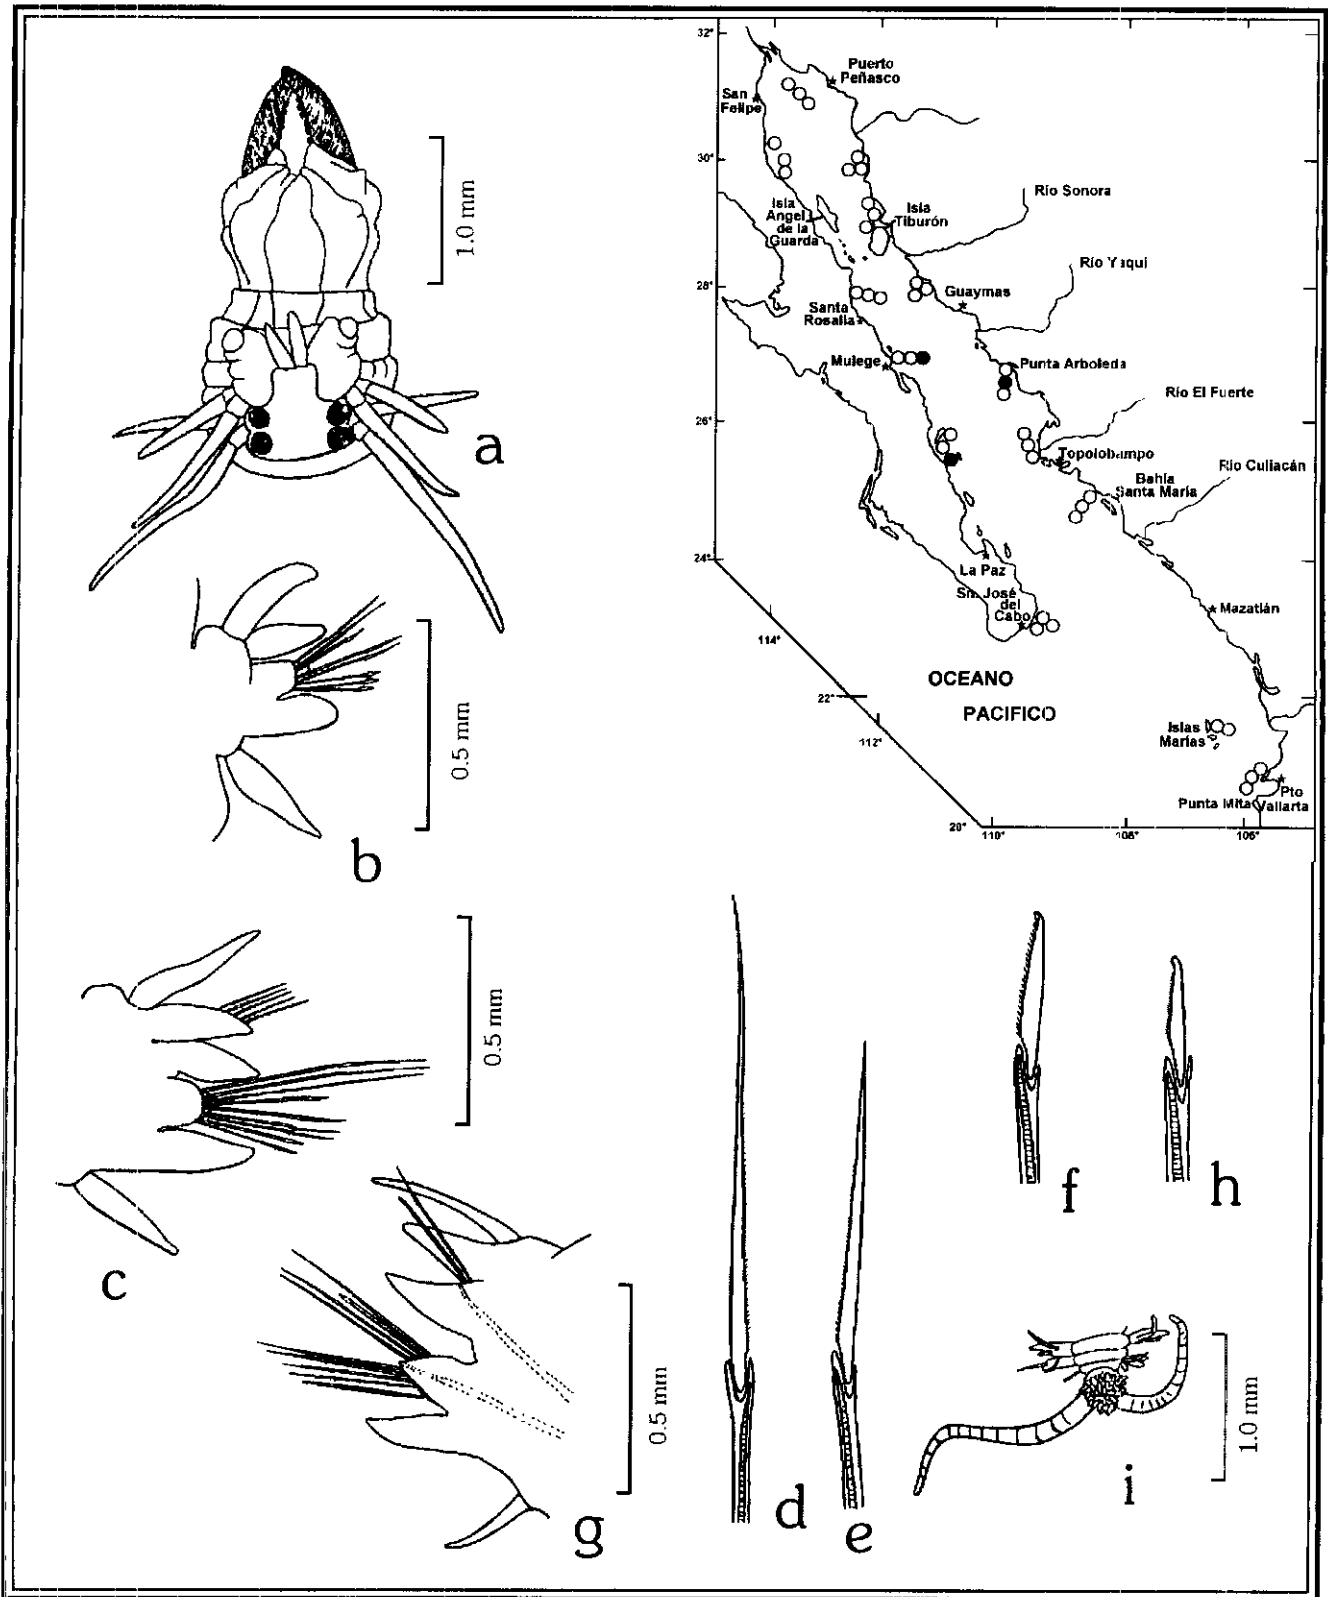 1.0 mm
a
0.5 mm
b
0.5 mm
c
0.5 mm
g
32°
30°
28°
26°
24°
22°
20°
114°
112°
110°
108°
Puerto
Peñasco
San
Felipe
Isla
Angel
de la
Guarda
Isla
Tiburón
Río Sonora
Río Yaqui
Guaymas
Santa
Rosalía
Mulege
Punta Arboleda
Río El Fuerte
Topolobampo
Río Culiacán
Bahía
Santa María
La Paz
Sn. José
del
Cabo
Mazatlán
OCEANO
PACIFICO
Islas
Marías
Punta Mita
Pto
Vallarta
d
e
f
h
1.0 mm
i